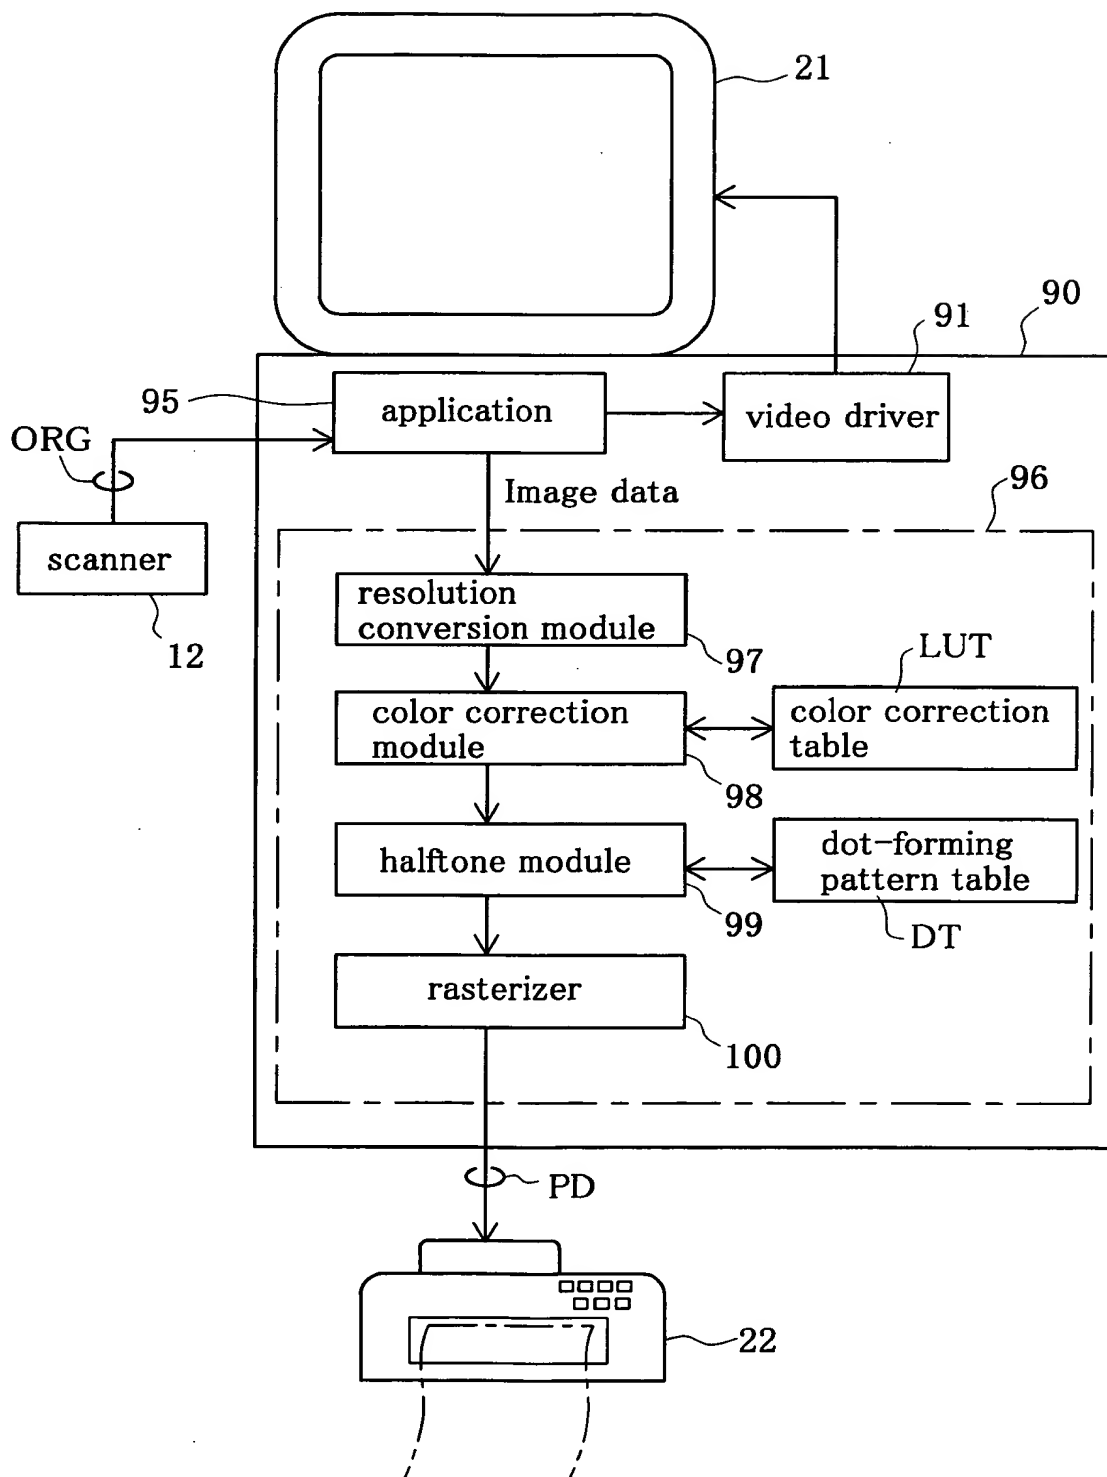 21
90
91
95
application
video driver
ORG
Image data
96
scanner
12
resolution
conversion module
97
LUT
color correction
module
98
color correction
table
halftone module
99
dot-forming
pattern table
DT
rasterizer
100
PD
22